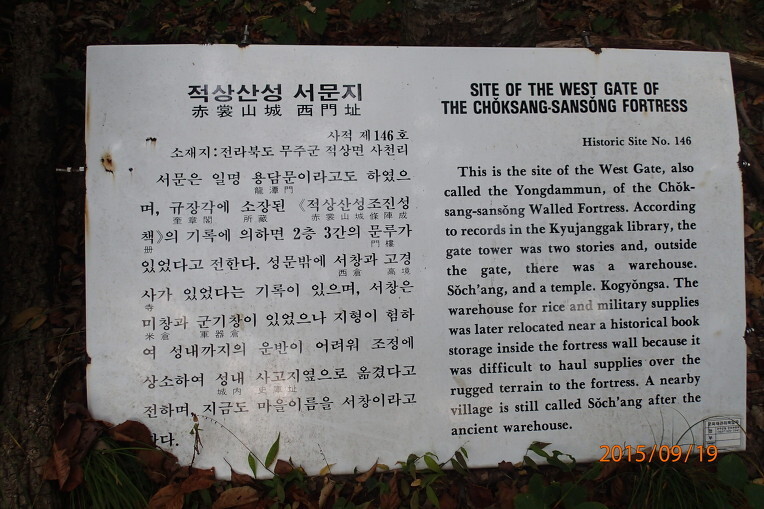 적상산성 서문지
赤裳山城 西門址
사적 제146호
소재지:전라북도 무주군 적상면 사천리
서문은 일명 용담문이라고도 하였으
龍潭門
며, 규장각에 소장된 《적상산성조진성
奎章閣 所藏 赤裳山城條陳成
책》의 기록에 의하면 2층 3간의 문루가
册 門樓
있었다고 전한다. 성문밖에 서창과 고경
西倉 高境
사가 있었다는 기록이 있으며, 서창은
寺
미창과 군기창이 있었으나 지형이 험하
米倉 軍器倉
여 성내까지의 운반이 어려워 조정에
상소하여 성내 사고지옆으로 옮겼다고
城內 史庫址
전하며, 지금도 마을이름을 서창이라고
한다.
SITE OF THE WEST GATE OF
THE CHŎKSANG-SANSŎNG FORTRESS
Historic Site No. 146
This is the site of the West Gate, also
called the Yongdammun, of the Chŏk-
sang-sansŏng Walled Fortress. According
to records in the Kyujanggak library, the
gate tower was two stories and, outside
the gate, there was a warehouse.
Sŏch'ang, and a temple. Kogyŏngsa. The
warehouse for rice and military supplies
was later relocated near a historical book
storage inside the fortress wall because it
was difficult to haul supplies over the
rugged terrain to the fortress. A nearby
village is still called Sŏch'ang after the
ancient warehouse.
2015/09/19